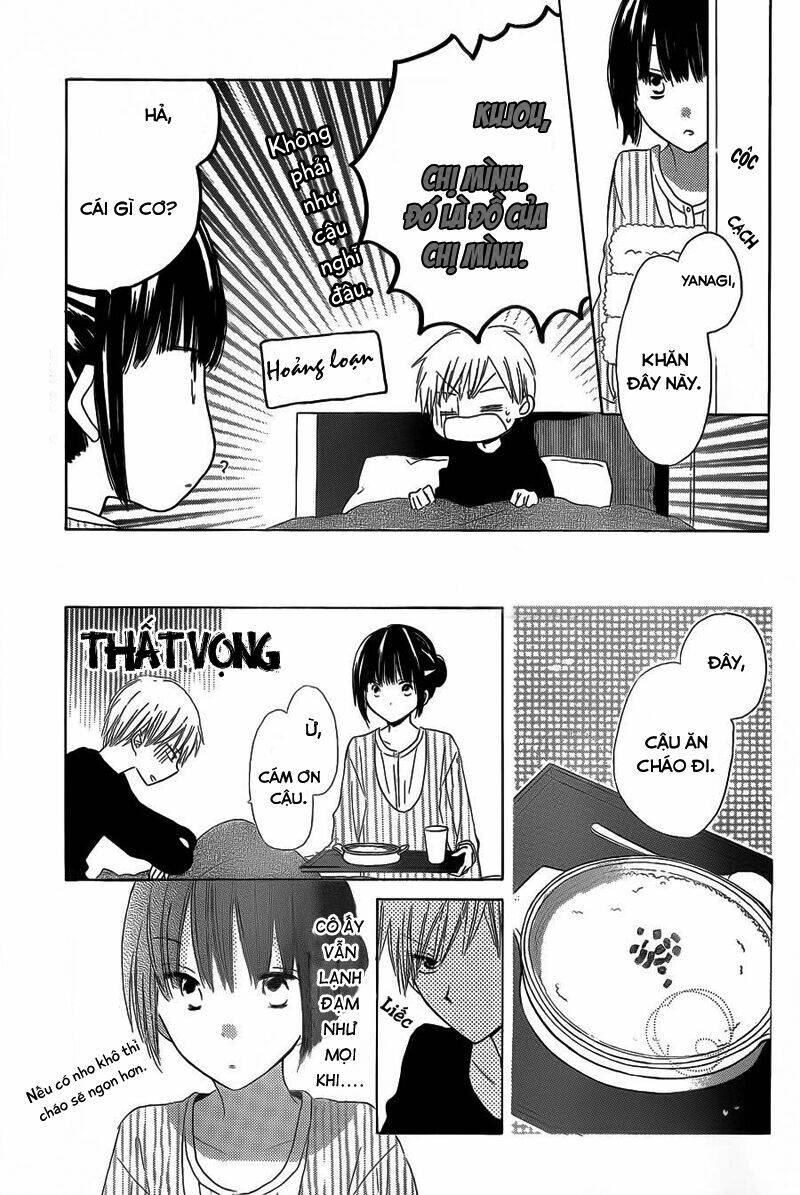 CỘC
CẠCH
YANAGI,
KHĂN
ĐÂY NÀY.
KUJOU,
CHỊ MÌNH.
ĐÓ LÀ ĐỒ CỦA
CHỊ MÌNH.
Không
phải
như
cậu
nghĩ
đâu.
Hoảng loạn
HẢ,
CÁI GÌ CƠ?
?
ĐÂY,
CẬU ĂN
CHÁO ĐI.
Ừ,
CÁM ƠN
CẬU.
THẤT VỌNG
Liếc
CÔ ẤY
VẪN
LẠNH
ĐẠM
NHƯ
MỌI
KHI....
Nếu có nho khô thì
cháo sẽ ngon hơn.